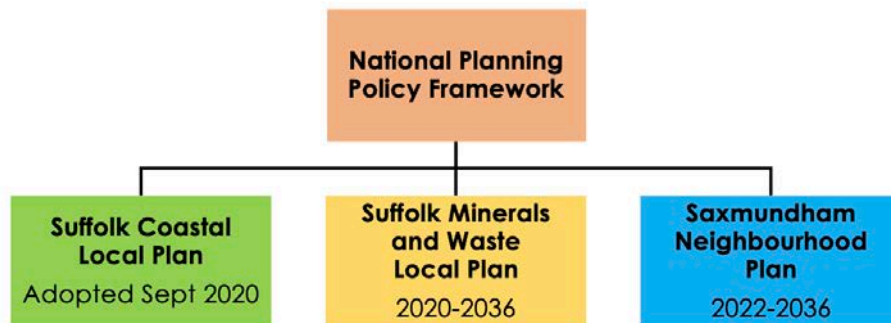 National Planning
Policy Framework
Suffolk Coastal
Local Plan
Adopted Sept 2020
Suffolk Minerals
and Waste
Local Plan
2020-2036
Saxmundham
Neighbourhood
Plan
2022-2036